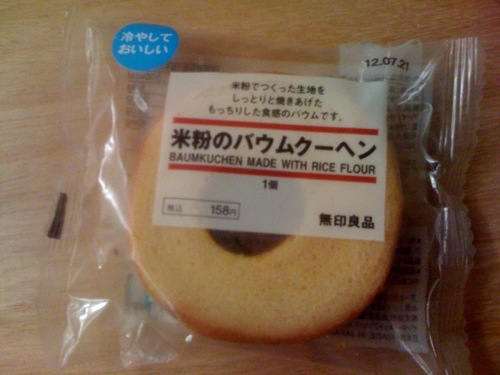 冷やして
おいしい
12.07.21
米粉でつくった生地を
しっとりと焼きあげた
もっちりした食感のバウムです。
米粉のバウムクーヘン
BAUMKUCHEN MADE WITH RICE FLOUR
1個
税込 158円
無印良品